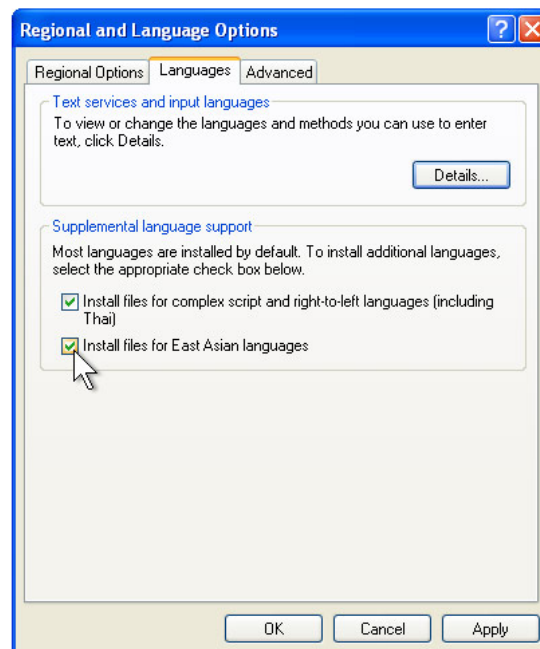 Regional and Language Options
Regional Options Languages Advanced
Text services and input languages
To view or change the languages and methods you can use to enter
text, click Details.
Details...
Supplemental language support
Most languages are installed by default. To install additional languages,
select the appropriate check box below.
Install files for complex script and right-to-left languages (including
Thai)
Install files for East Asian languages
OK Cancel Apply